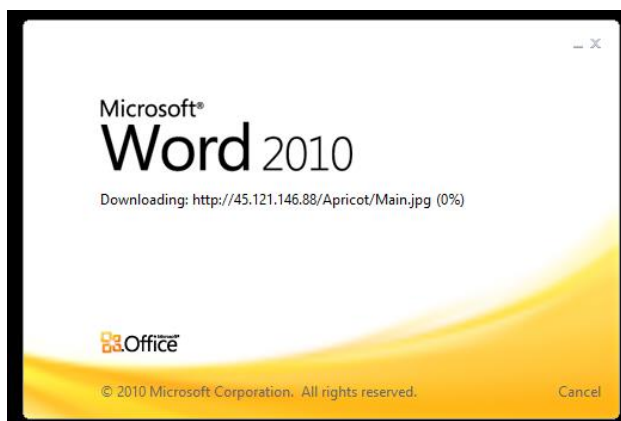 Microsoft®
Word 2010
Downloading: http://45.121.146.88/Apricot/Main.jpg (0%)
Microsoft®
Office
© 2010 Microsoft Corporation. All rights reserved.
Cancel